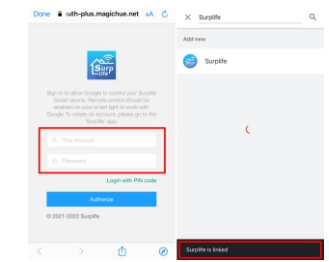 Done
uth-plus.magichue.net
AA
Surp
life
Sign in to allow Google to control your Surplife
Smart device. Remote control should be
enabled on your smart light to work with
Google.To create an account, please go to the
'Surplife' app.
Your account
Password
Login with PIN code
Authorize
© 2021-2022 Surplife
Surplife
Add new
Surplife
Surplife is linked